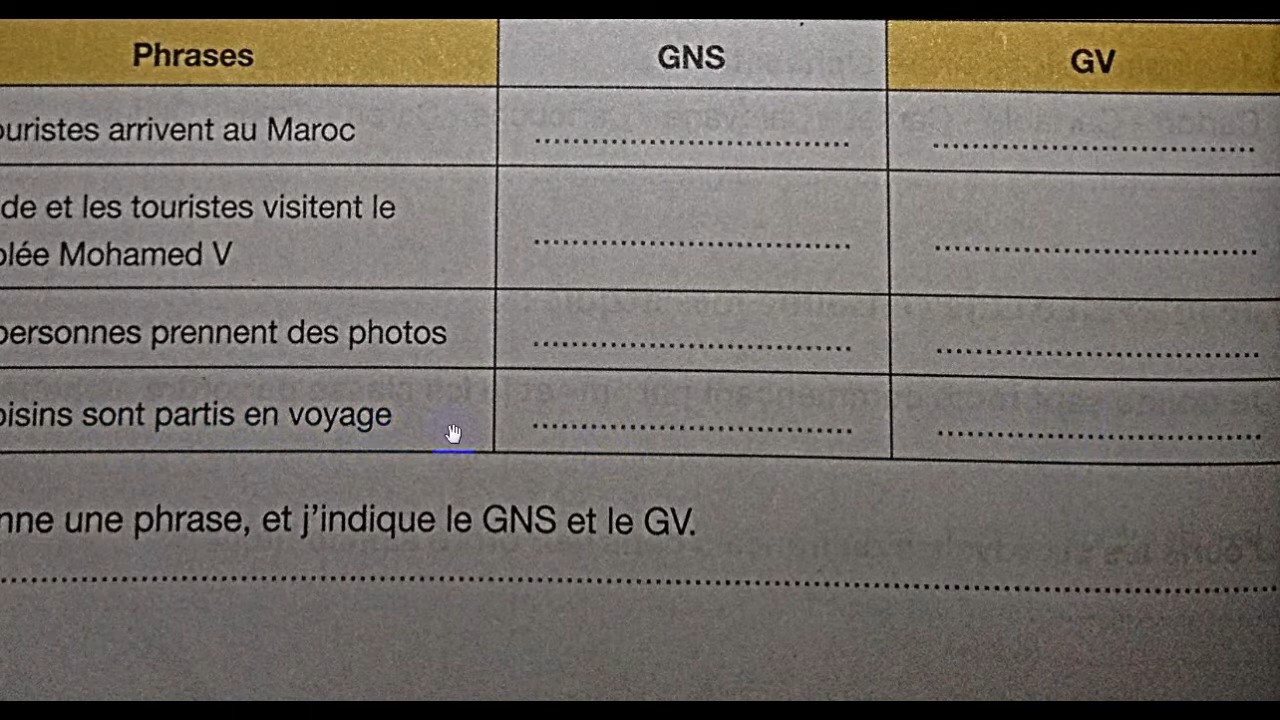 Phrases GNS GV
ouristes arrivent au Maroc
de et les touristes visitent le
olée Mohamed V
personnes prennent des photos
oisins sont partis en voyage
nne une phrase, et j'indique le GNS et le GV.